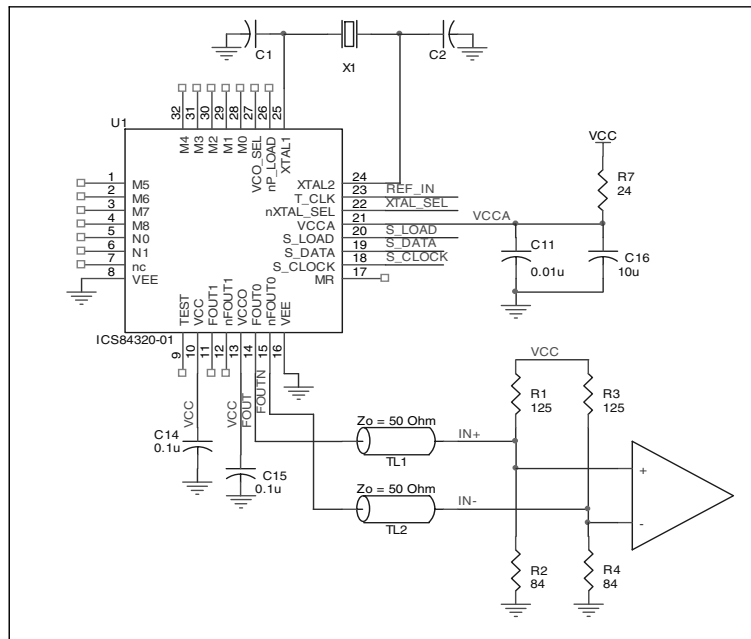 C1
X1
C2
U1
32
31
30
29
28
27
26
25
M4
M3
M2
M1
M0
VCO_SEL
nP_LOAD
XTAL1
VCC
R7
24
1
2
3
4
5
6
7
8
M5
M6
M7
M8
N0
N1
nc
VEE
XTAL2
T_CLK
nXTAL_SEL
VCCA
S_LOAD
S_DATA
S_CLOCK
MR
24
23
22
21
20
19
18
17
REF_IN
XTAL_SEL
VCCA
S_LOAD
S_DATA
S_CLOCK
C11
0.01u
C16
10u
TEST
VCC
FOUT1
nFOUT1
VCCO
FOUT0
nFOUT0
VEE
ICS84320-01
9
10
11
12
13
14
15
16
VCC
VCC
FOUT
FOUTN
C14
0.1u
C15
0.1u
Zo = 50 Ohm
TL1
IN+
Zo = 50 Ohm
TL2
IN-
VCC
R1
125
R3
125
+
-
R2
84
R4
84